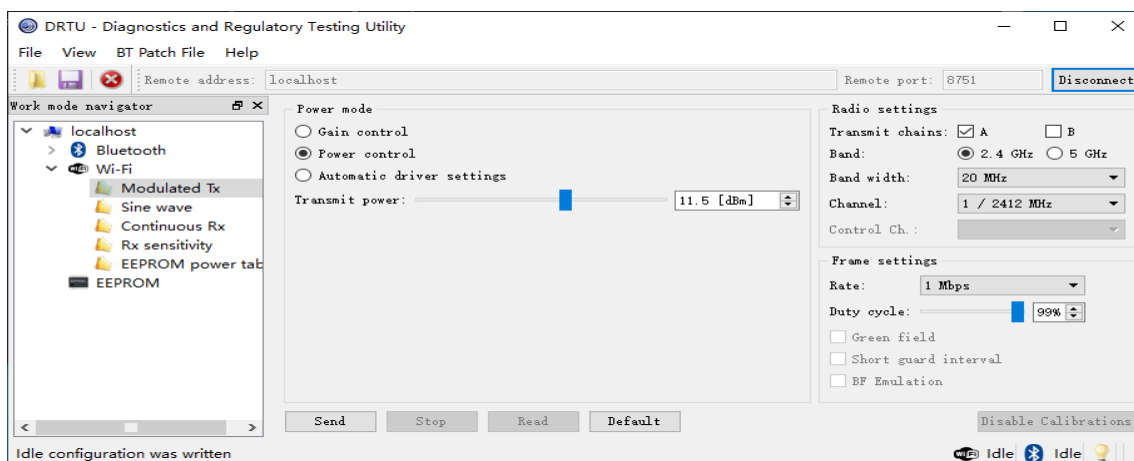 DRTU - Diagnostics and Regulatory Testing Utility
File View BT Patch File Help
Remote address: localhost Remote port: 8751 Disconnect
Work mode navigator
localhost
Bluetooth
Wi-Fi
Modulated Tx
Sine wave
Continuous Rx
Rx sensitivity
EEPROM power tab
EEPROM
Power mode
Gain control
Power control
Automatic driver settings
Transmit power: 11.5 [dBm]
Radio settings
Transmit chains: A B
Band: 2.4 GHz 5 GHz
Band width: 20 MHz
Channel: 1 / 2412 MHz
Control Ch.:
Frame settings
Rate: 1 Mbps
Duty cycle: 99%
Green field
Short guard interval
BF Emulation
Send Stop Read Default Disable Calibrations
Idle configuration was written WiFi Idle Idle